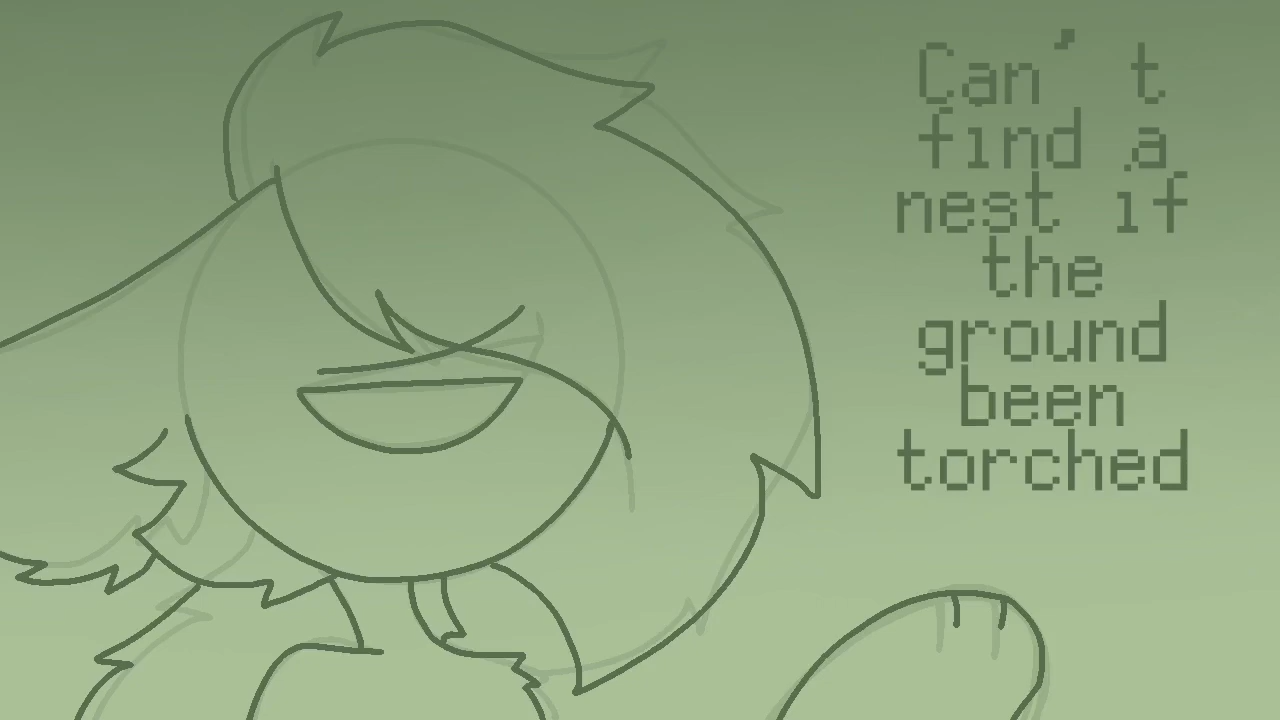 Can't
find a
nest if
the
ground
been
torched